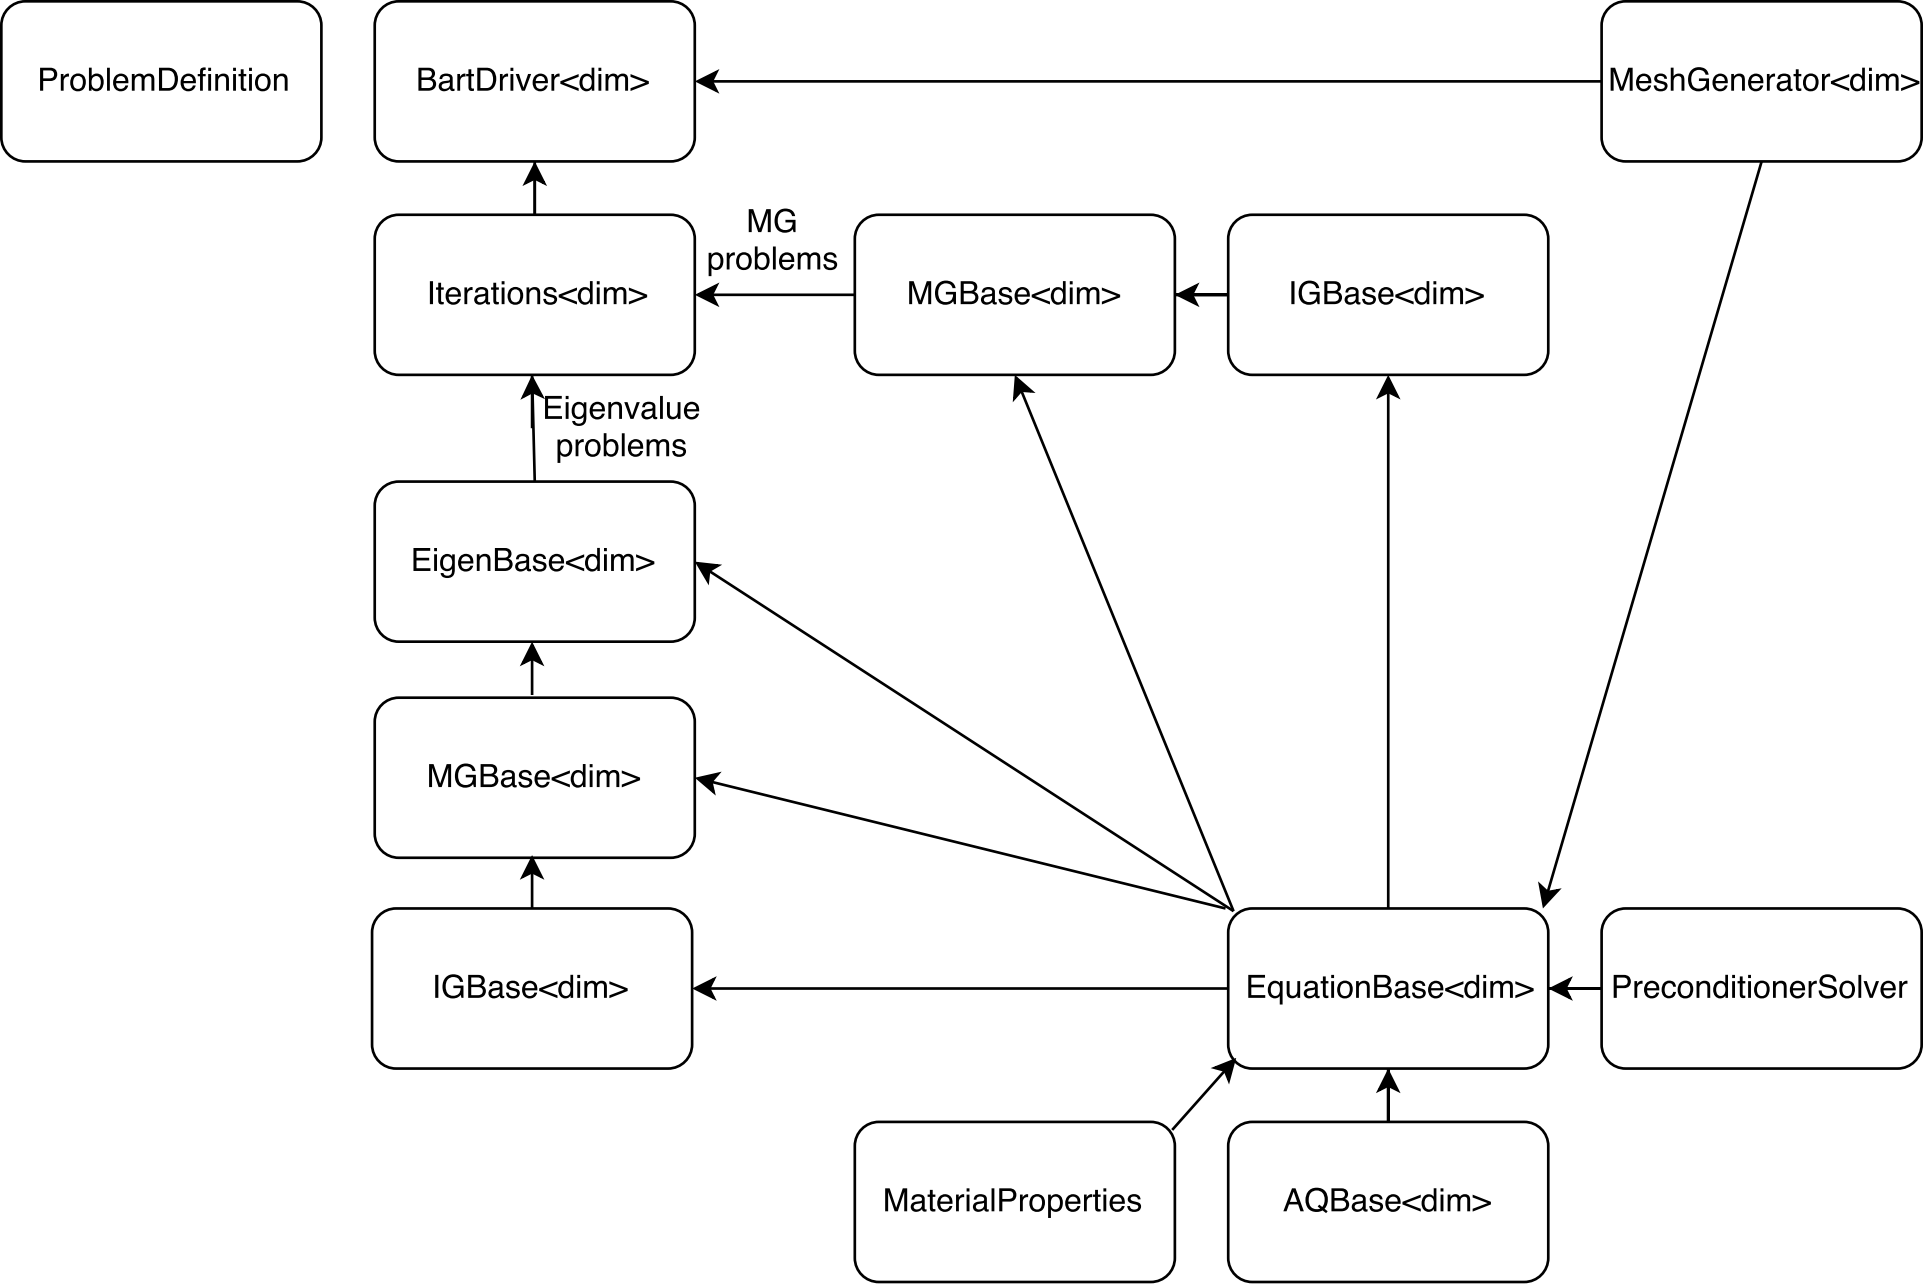 ProblemDefinition
BartDriver<dim>
MeshGenerator<dim>
MG
problems
Iterations<dim>
MGBase<dim>
IGBase<dim>
Eigenvalue
problems
EigenBase<dim>
MGBase<dim>
IGBase<dim>
EquationBase<dim>
PreconditionerSolver
MaterialProperties
AQBase<dim>